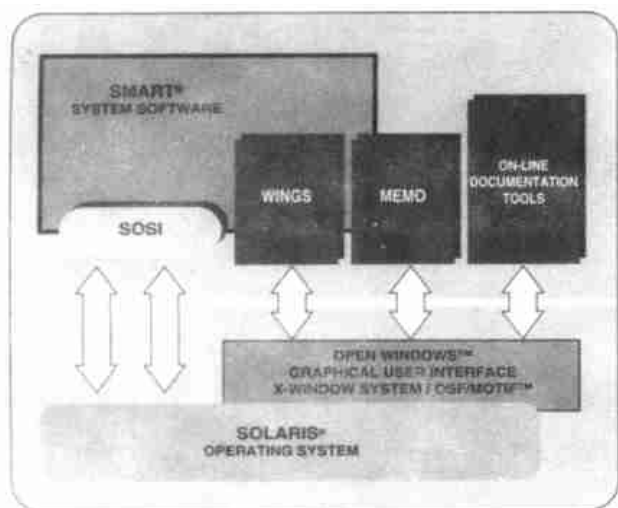 SMART®
SYSTEM SOFTWARE
SOSI
WINGS
MEMO
ON-LINE
DOCUMENTATION
TOOLS
OPEN WINDOWS™
GRAPHICAL USER INTERFACE
X-WINDOW SYSTEM / OSF/MOTIF™
SOLARIS®
OPERATING SYSTEM